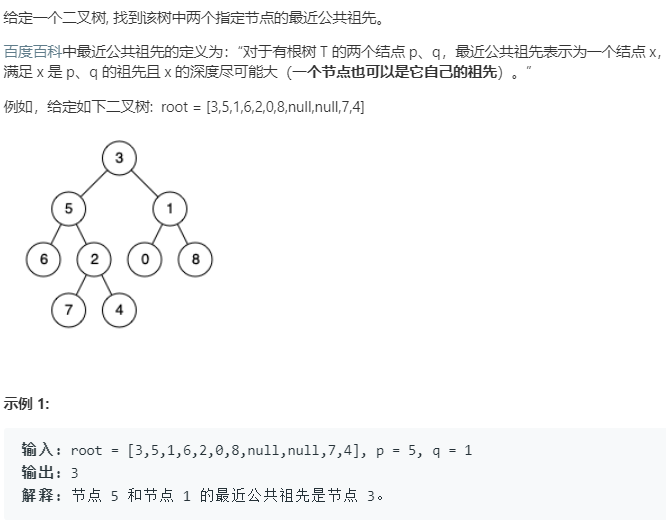 给定一个二叉树, 找到该树中两个指定节点的最近公共祖先。
百度百科中最近公共祖先的定义为：“对于有根树 T 的两个结点 p、q，最近公共祖先表示为一个结点 x，
满足 x 是 p、q 的祖先且 x 的深度尽可能大（一个节点也可以是它自己的祖先）。”
例如，给定如下二叉树: root = [3,5,1,6,2,0,8,null,null,7,4]
3
5 1
6 2 0 8
7 4
示例 1:
输入: root = [3,5,1,6,2,0,8,null,null,7,4], p = 5, q = 1
输出: 3
解释: 节点 5 和节点 1 的最近公共祖先是节点 3。